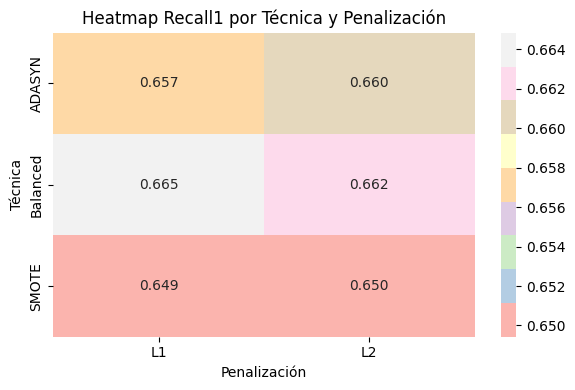 Heatmap Recall1 por Técnica y Penalización
Técnica
ADASYN
Balanced
SMOTE
0.657 0.660
0.665 0.662
0.649 0.650
L1 L2
Penalización
0.664
0.662
0.660
0.658
0.656
0.654
0.652
0.650